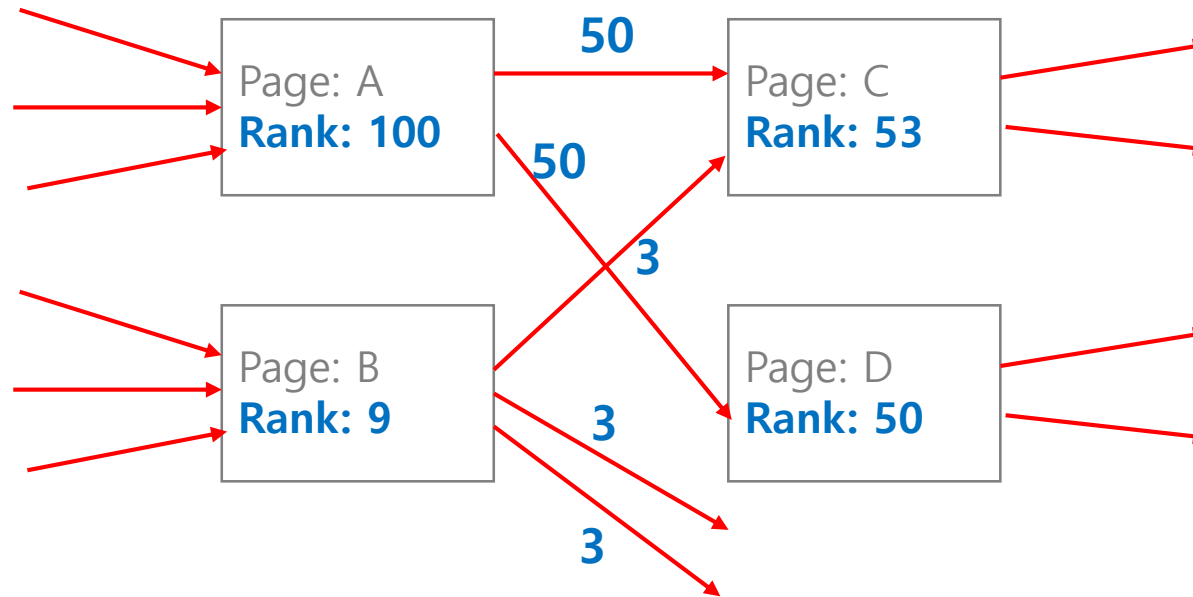 50
Page: A
Rank: 100
Page: C
Rank: 53
50
3
Page: B
Rank: 9
Page: D
Rank: 50
3
3